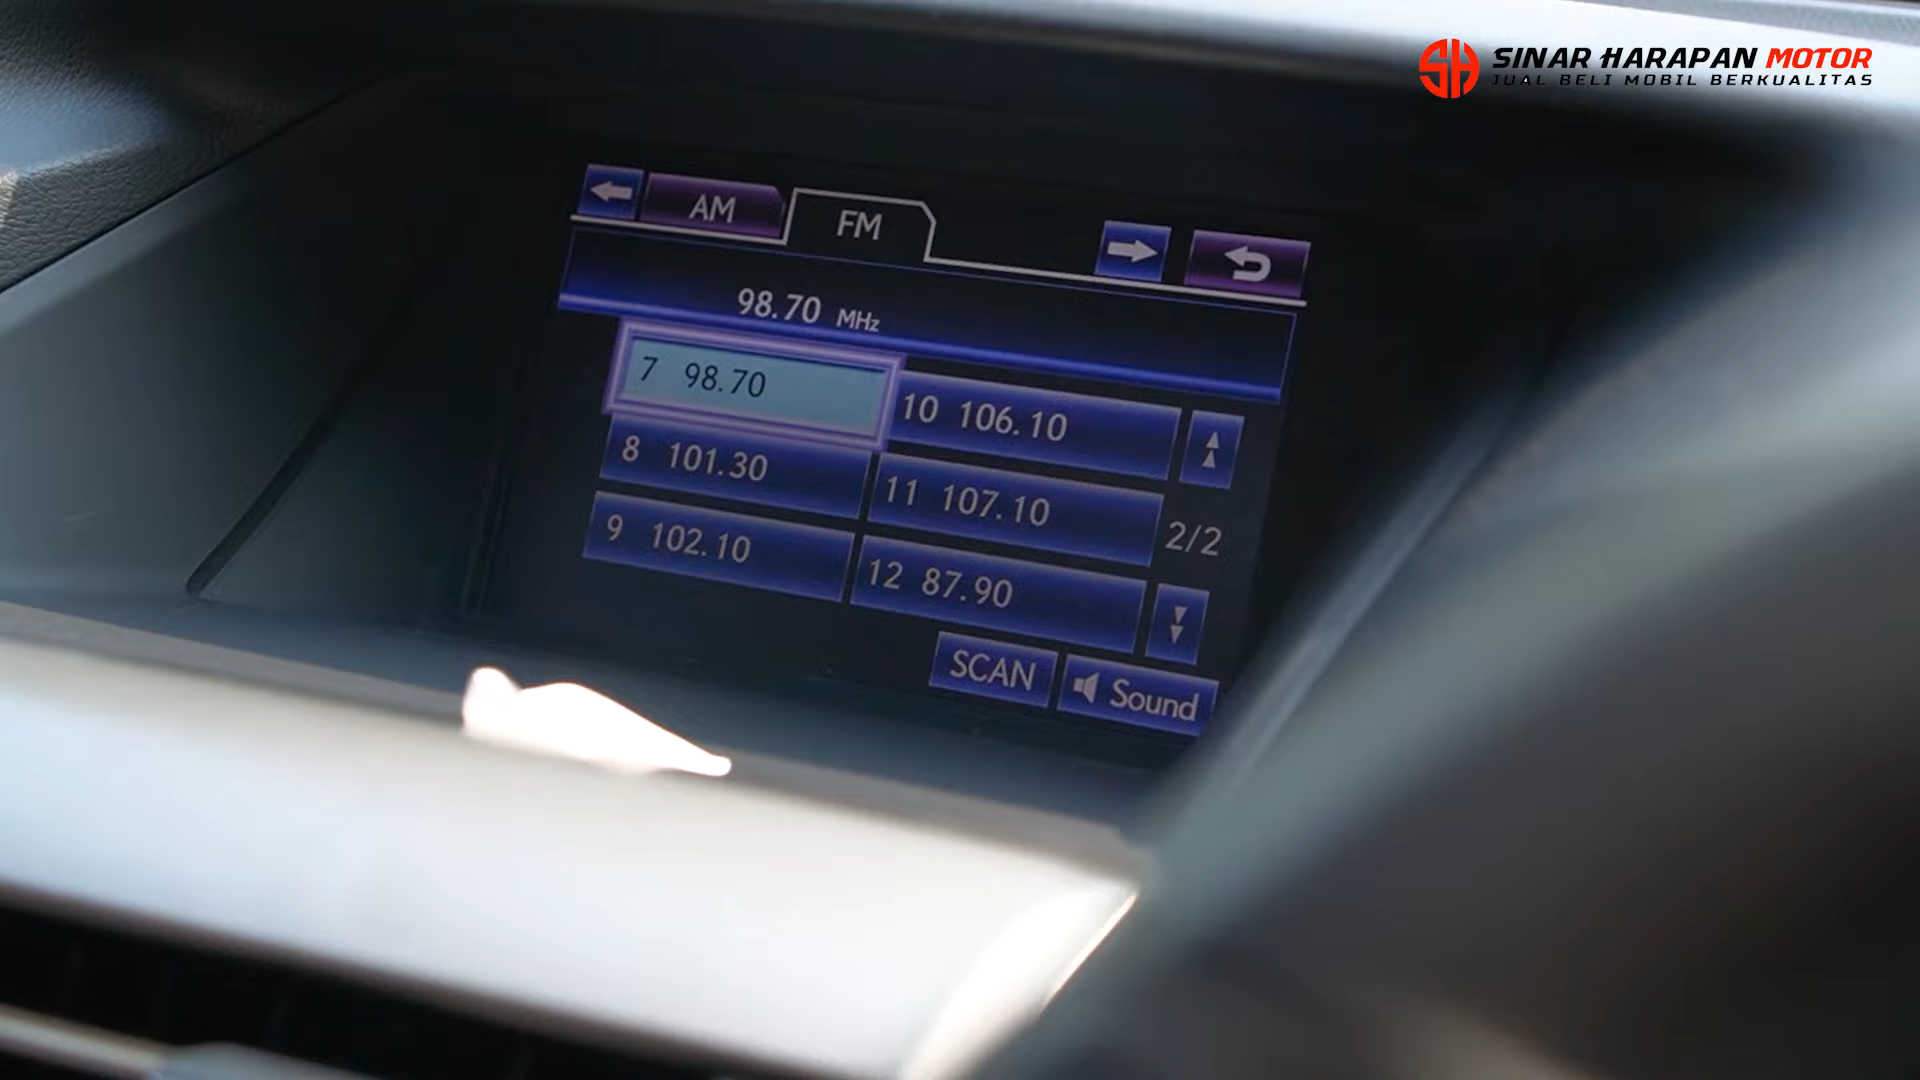 SINAR HARAPAN MOTOR
JUAL BELI MOBIL BERKUALITAS
AM
FM
98.70 MHz
7 98.70
8 101.30
9 102.10
10 106.10
11 107.10
12 87.90
2/2
SCAN
Sound